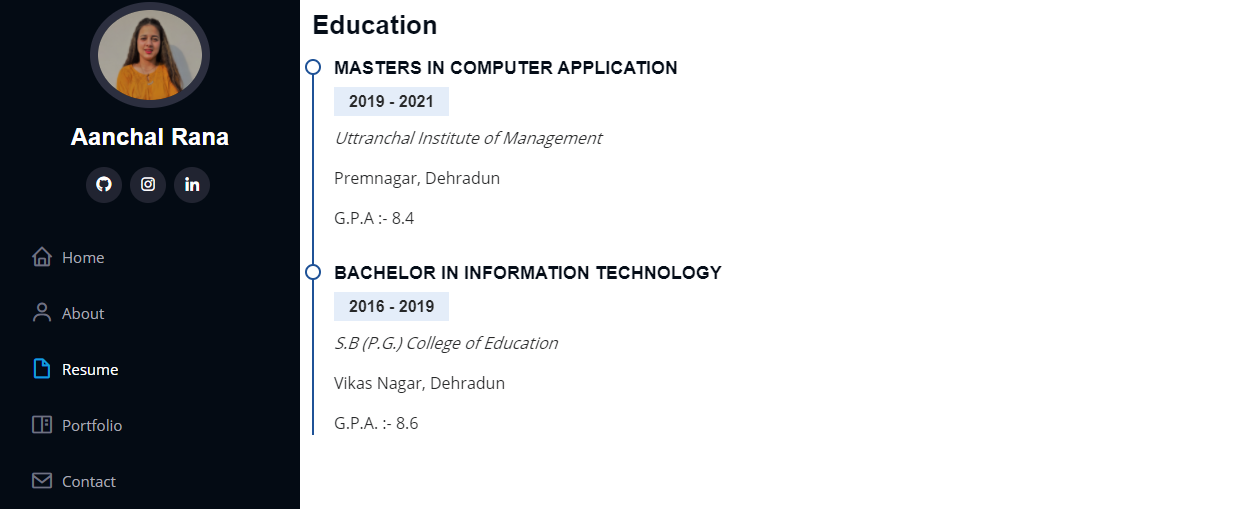 Aanchal Rana
Home
About
Resume
Portfolio
Contact
Education
MASTERS IN COMPUTER APPLICATION
2019 - 2021
Uttranchal Institute of Management
Premnagar, Dehradun
G.P.A :- 8.4
BACHELOR IN INFORMATION TECHNOLOGY
2016 - 2019
S.B (P.G.) College of Education
Vikas Nagar, Dehradun
G.P.A. :- 8.6